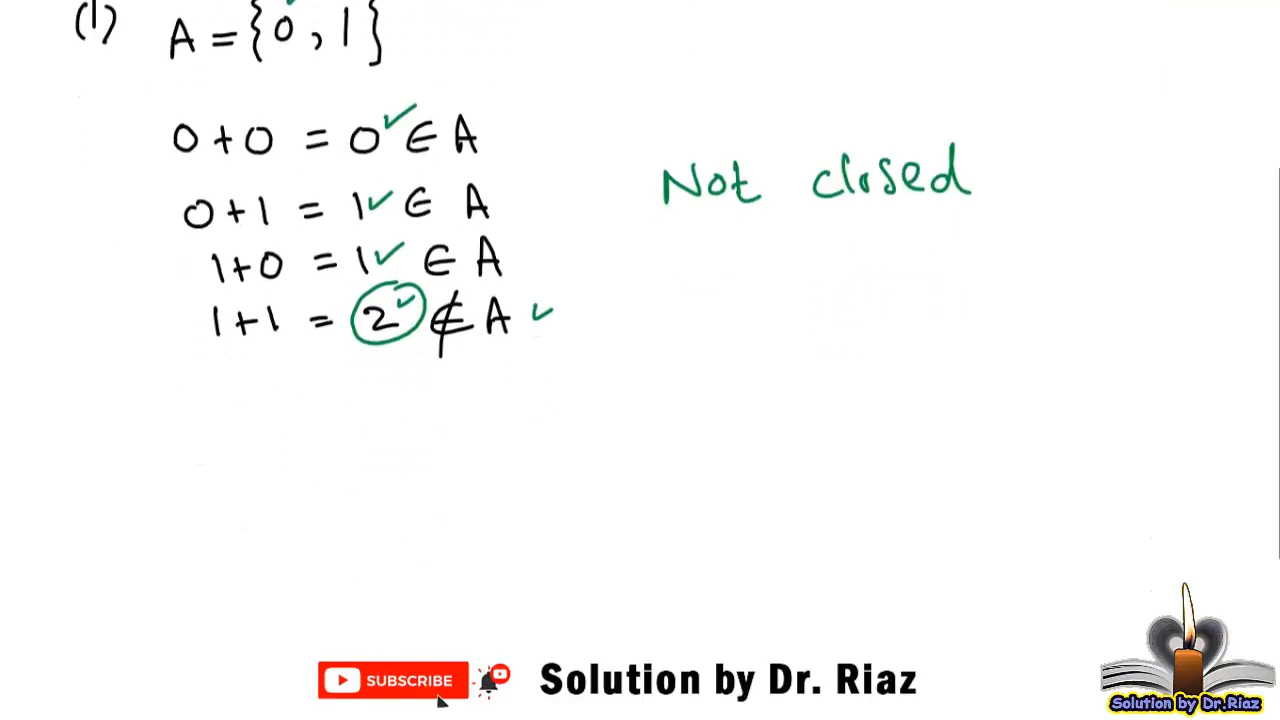 (1) A = {0, 1}
0 + 0 = 0 ✓ ∈ A
Not closed
0 + 1 = 1 ✓ ∈ A
1 + 0 = 1 ✓ ∈ A
1 + 1 = 2 ✓ ∉ A ✓
SUBSCRIBE
Solution by Dr. Riaz
Solution by Dr.Riaz